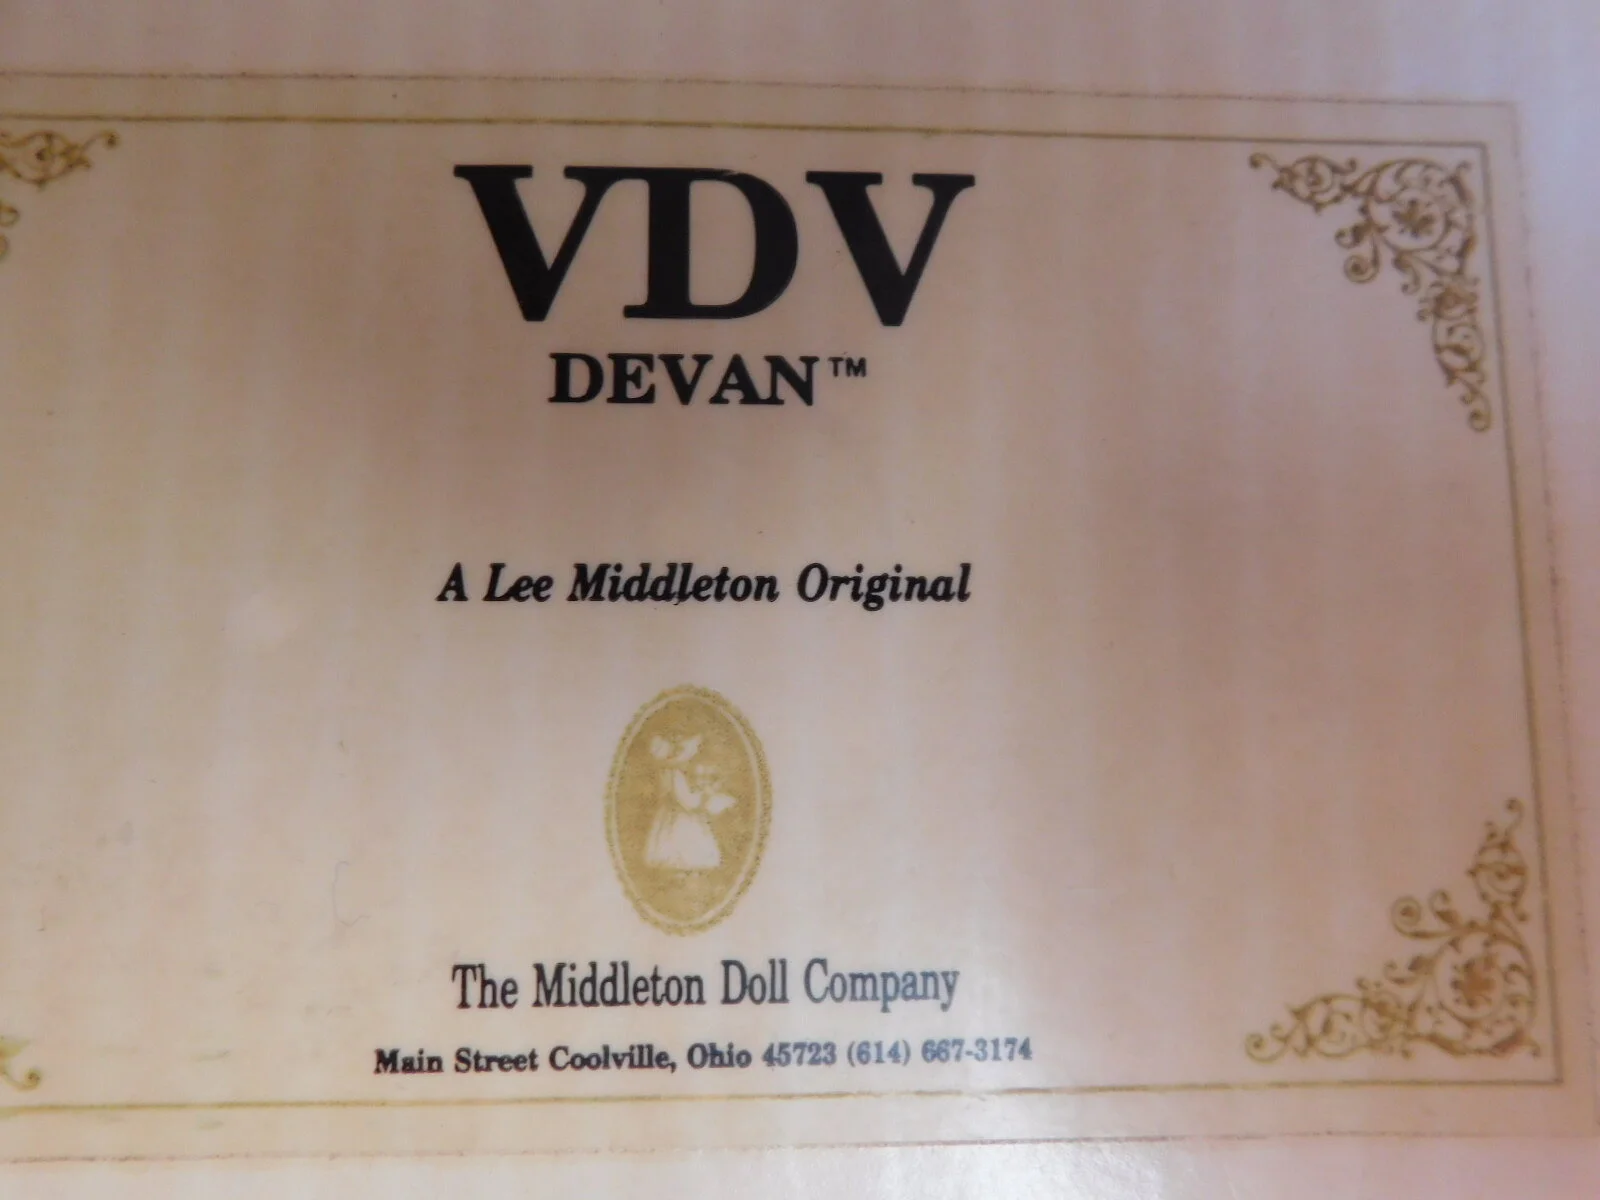 VDV
DEVAN™
A Lee Middleton Original
The Middleton Doll Company
Main Street Coolville, Ohio 45723 (614) 667-3174